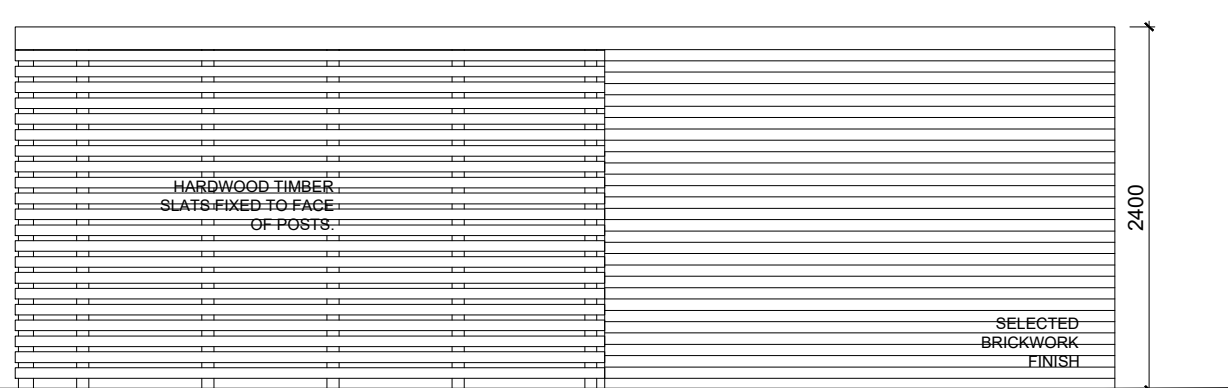 HARDWOOD TIMBER
SLATS FIXED TO FACE
OF POSTS.
2400
SELECTED
BRICKWORK
FINISH